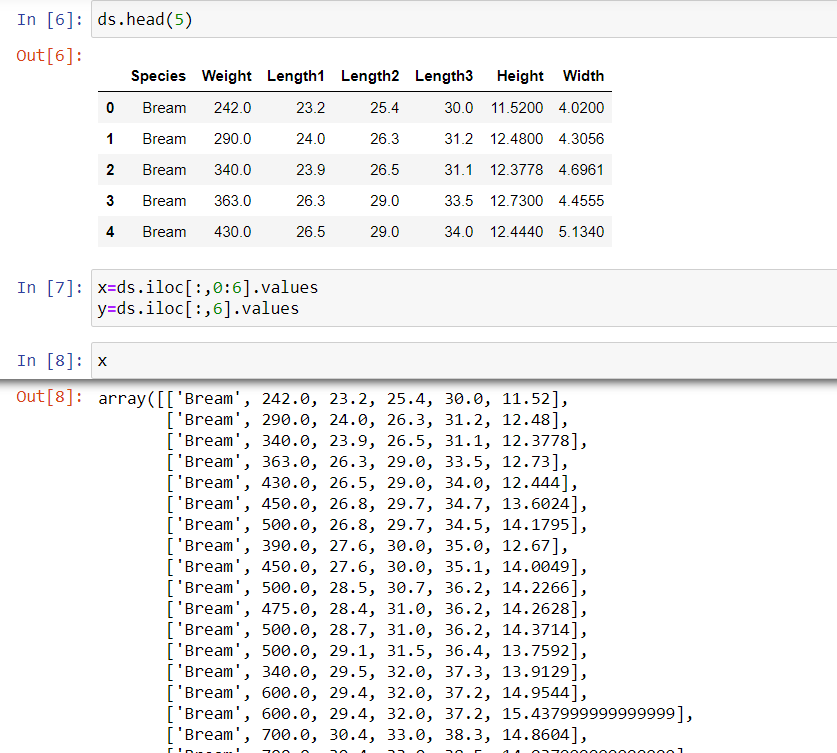 In [6]: ds.head(5)
Out[6]:
Species Weight Length1 Length2 Length3 Height Width
0 Bream 242.0 23.2 25.4 30.0 11.5200 4.0200
1 Bream 290.0 24.0 26.3 31.2 12.4800 4.3056
2 Bream 340.0 23.9 26.5 31.1 12.3778 4.6961
3 Bream 363.0 26.3 29.0 33.5 12.7300 4.4555
4 Bream 430.0 26.5 29.0 34.0 12.4440 5.1340
In [7]: x=ds.iloc[:,0:6].values
y=ds.iloc[:,6].values
In [8]: x
Out[8]: array([['Bream', 242.0, 23.2, 25.4, 30.0, 11.52],
['Bream', 290.0, 24.0, 26.3, 31.2, 12.48],
['Bream', 340.0, 23.9, 26.5, 31.1, 12.3778],
['Bream', 363.0, 26.3, 29.0, 33.5, 12.73],
['Bream', 430.0, 26.5, 29.0, 34.0, 12.444],
['Bream', 450.0, 26.8, 29.7, 34.7, 13.6024],
['Bream', 500.0, 26.8, 29.7, 34.5, 14.1795],
['Bream', 390.0, 27.6, 30.0, 35.0, 12.67],
['Bream', 450.0, 27.6, 30.0, 35.1, 14.0049],
['Bream', 500.0, 28.5, 30.7, 36.2, 14.2266],
['Bream', 475.0, 28.4, 31.0, 36.2, 14.2628],
['Bream', 500.0, 28.7, 31.0, 36.2, 14.3714],
['Bream', 500.0, 29.1, 31.5, 36.4, 13.7592],
['Bream', 340.0, 29.5, 32.0, 37.3, 13.9129],
['Bream', 600.0, 29.4, 32.0, 37.2, 14.9544],
['Bream', 600.0, 29.4, 32.0, 37.2, 15.437999999999999],
['Bream', 700.0, 30.4, 33.0, 38.3, 14.8604],